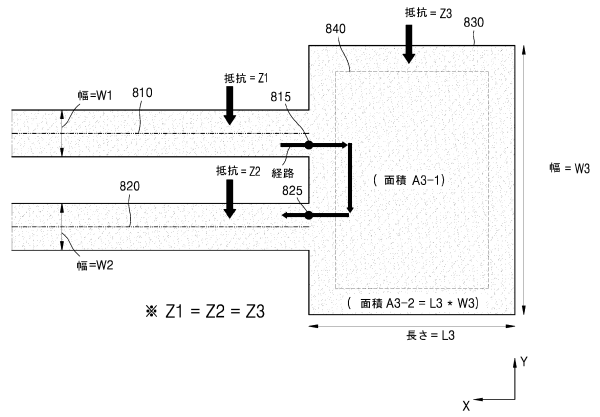 抵抗=Z3
830
840
抵抗=Z1
幅=W1
810
815
経路
抵抗=Z2
(面積 A3-1)
幅 = W3
820
825
幅=W2
(面積 A3-2 = L3 * W3)
※ Z1 = Z2 = Z3
長さ=L3
Y
X